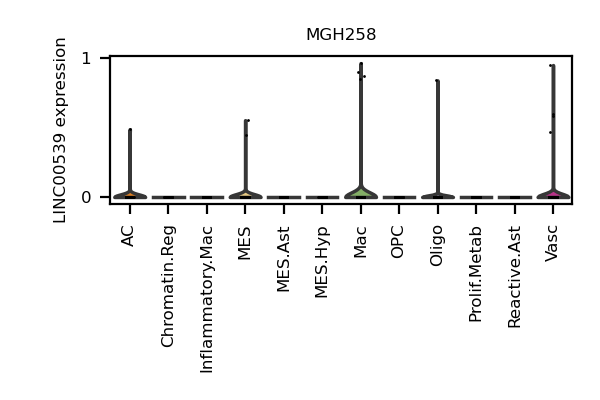 MGH258
LINC00539 expression
1
0
AC
Chromatin.Reg
Inflammatory.Mac
MES
MES.Ast
MES.Hyp
Mac
OPC
Oligo
Prolif.Metab
Reactive.Ast
Vasc